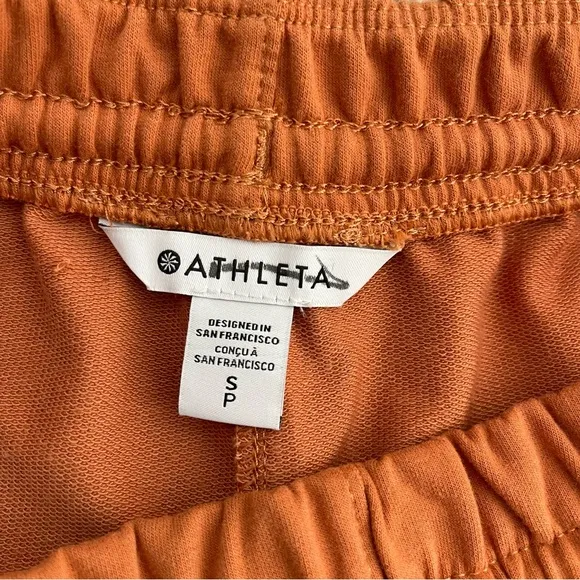 ATHLETA
DESIGNED IN
SAN FRANCISCO
CONÇU À
SAN FRANCISCO
S
P